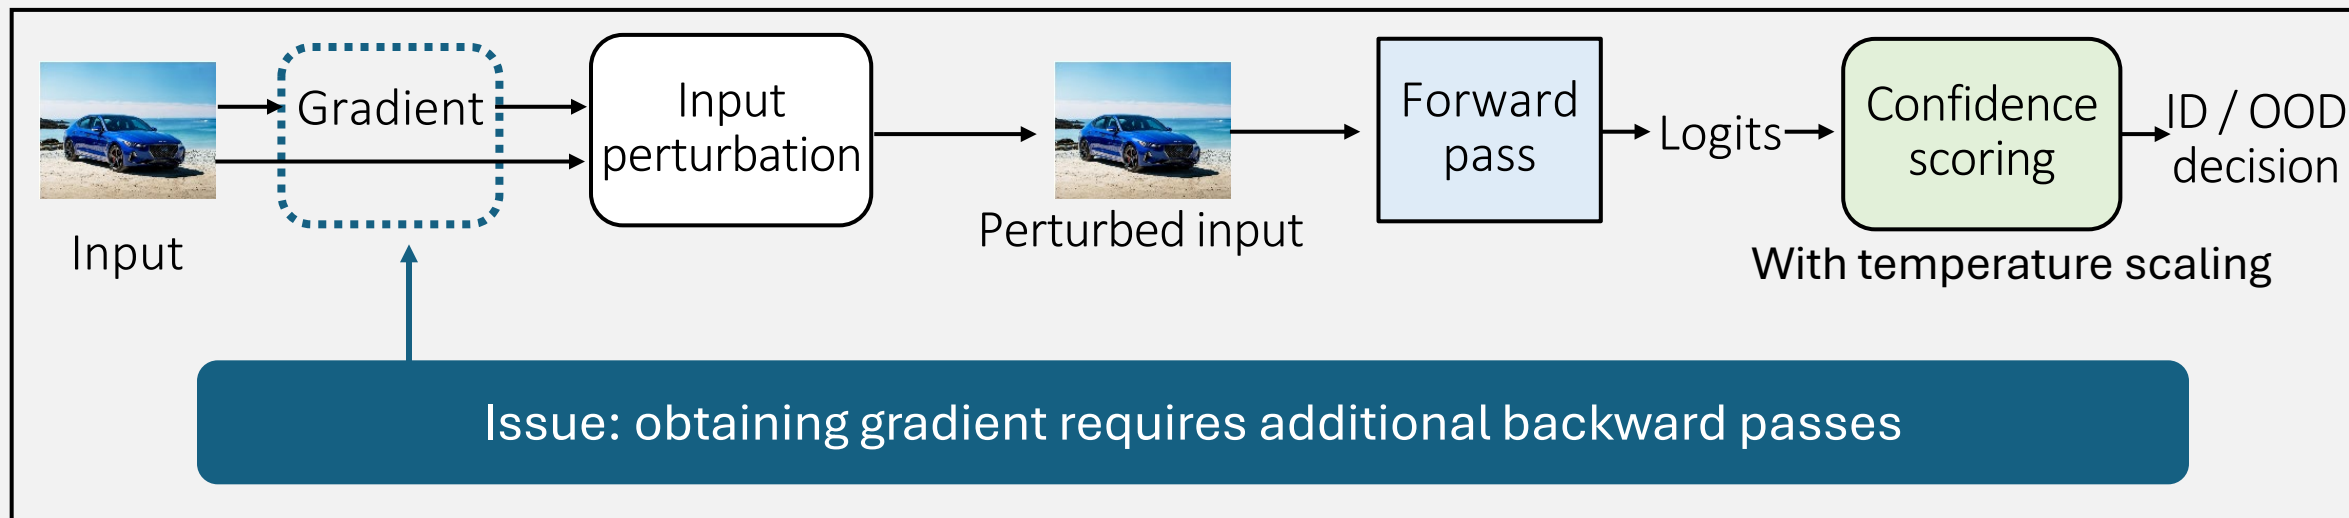 Input
Gradient
Input
perturbation
Perturbed input
Forward
pass
Logits
Confidence
scoring
With temperature scaling
ID / OOD
decision
Issue: obtaining gradient requires additional backward passes